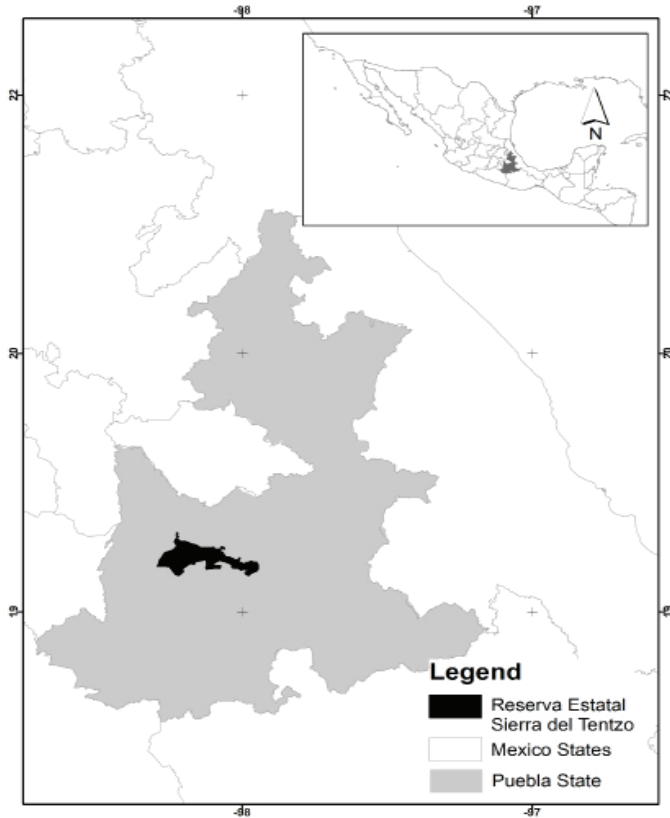 -98 -97
22
N
20
19
Legend
Reserva Estatal
Sierra del Tentzo
Mexico States
Puebla State
-98 -97